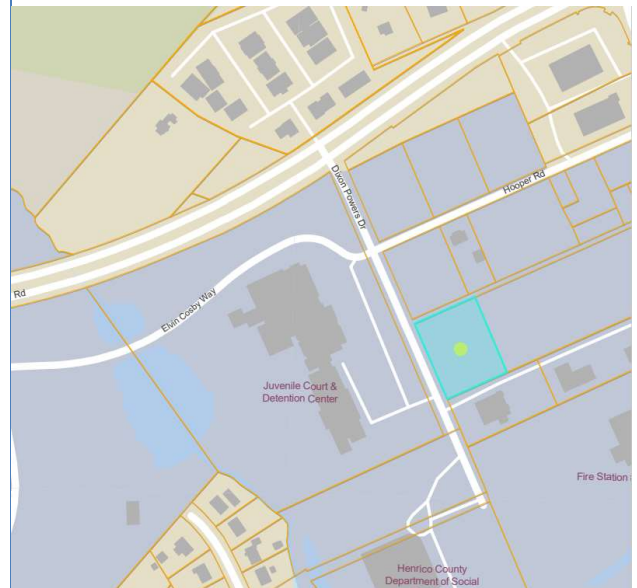 Dixon Powers Dr
Hooper Rd
Rd
Elvin Cosby Way
Juvenile Court &
Detention Center
Fire Station
Henrico County
Department of Social